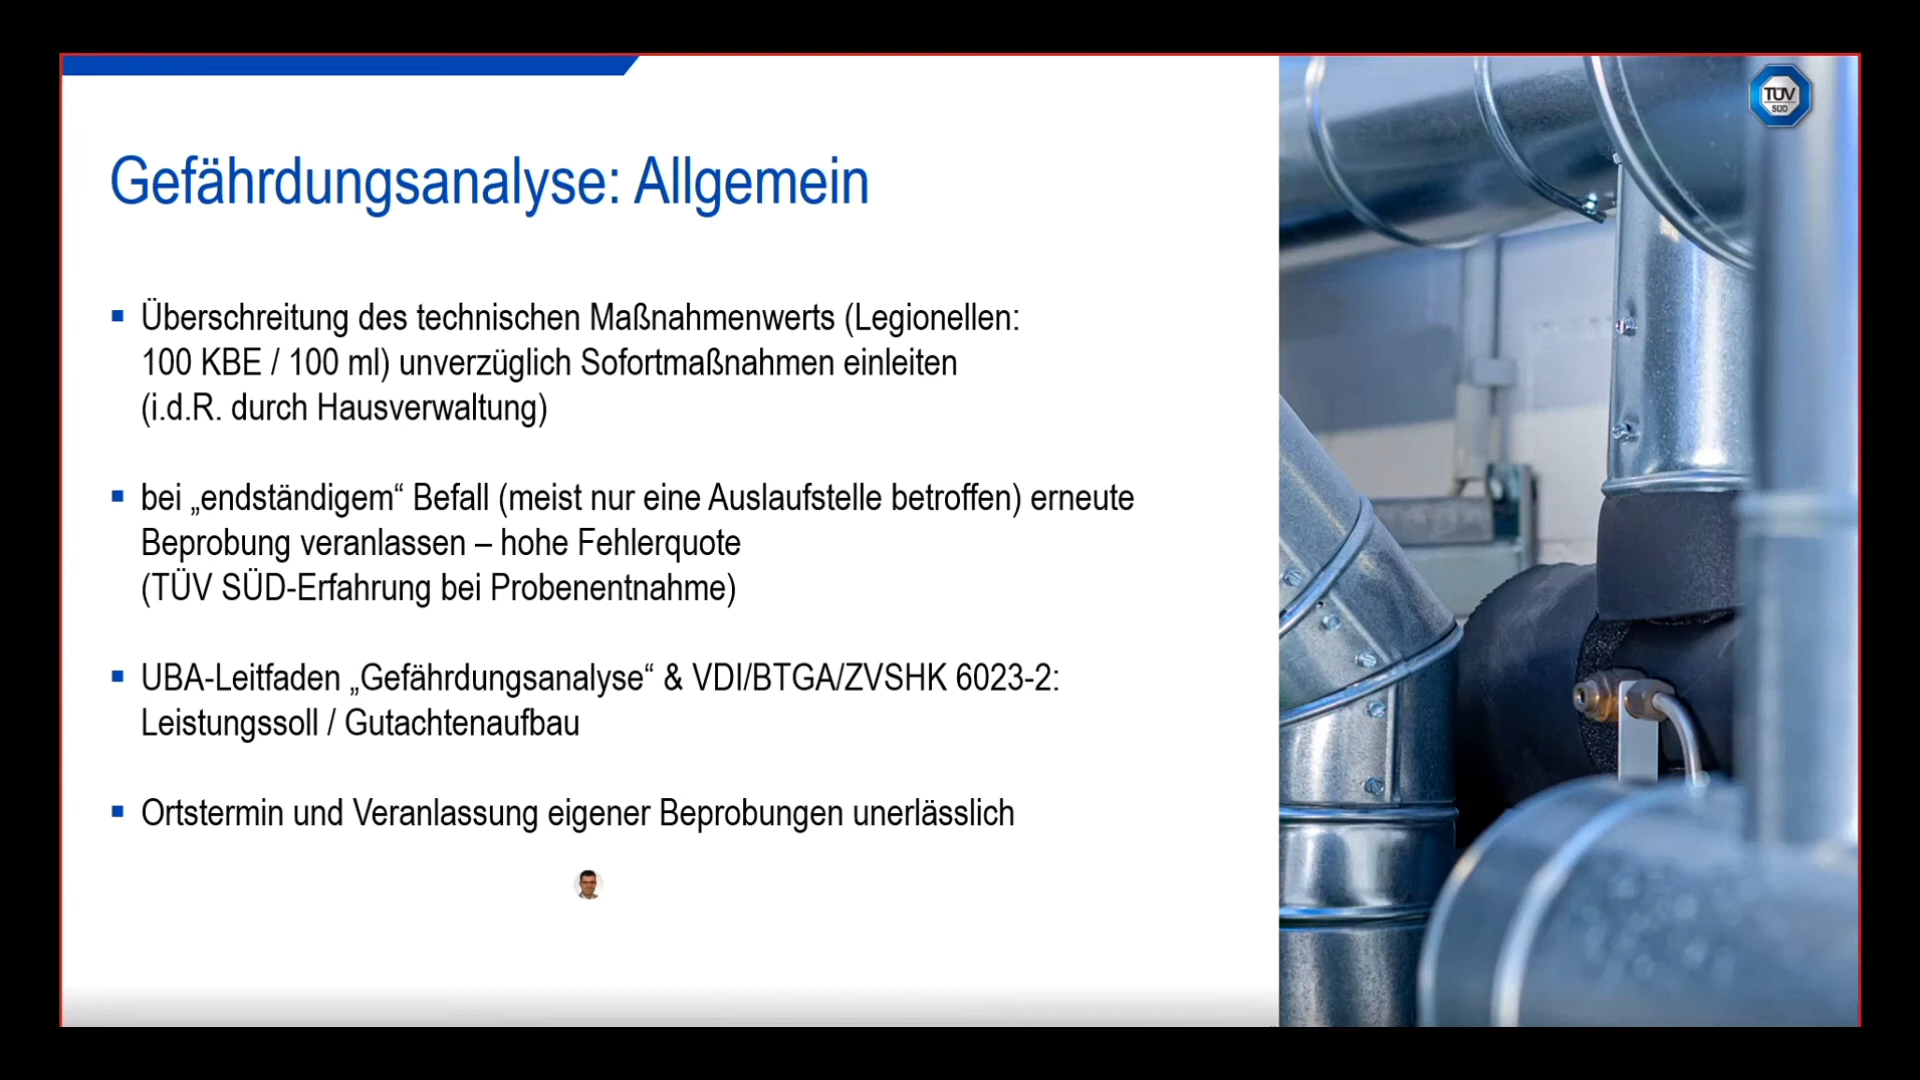 TÜV
SÜD
Gefährdungsanalyse: Allgemein
▪ Überschreitung des technischen Maßnahmenwerts (Legionellen:
100 KBE / 100 ml) unverzüglich Sofortmaßnahmen einleiten
(i.d.R. durch Hausverwaltung)
▪ bei „endständigem“ Befall (meist nur eine Auslaufstelle betroffen) erneute
Beprobung veranlassen – hohe Fehlerquote
(TÜV SÜD-Erfahrung bei Probenentnahme)
▪ UBA-Leitfaden „Gefährdungsanalyse“ & VDI/BTGA/ZVSHK 6023-2:
Leistungssoll / Gutachtenaufbau
▪ Ortstermin und Veranlassung eigener Beprobungen unerlässlich